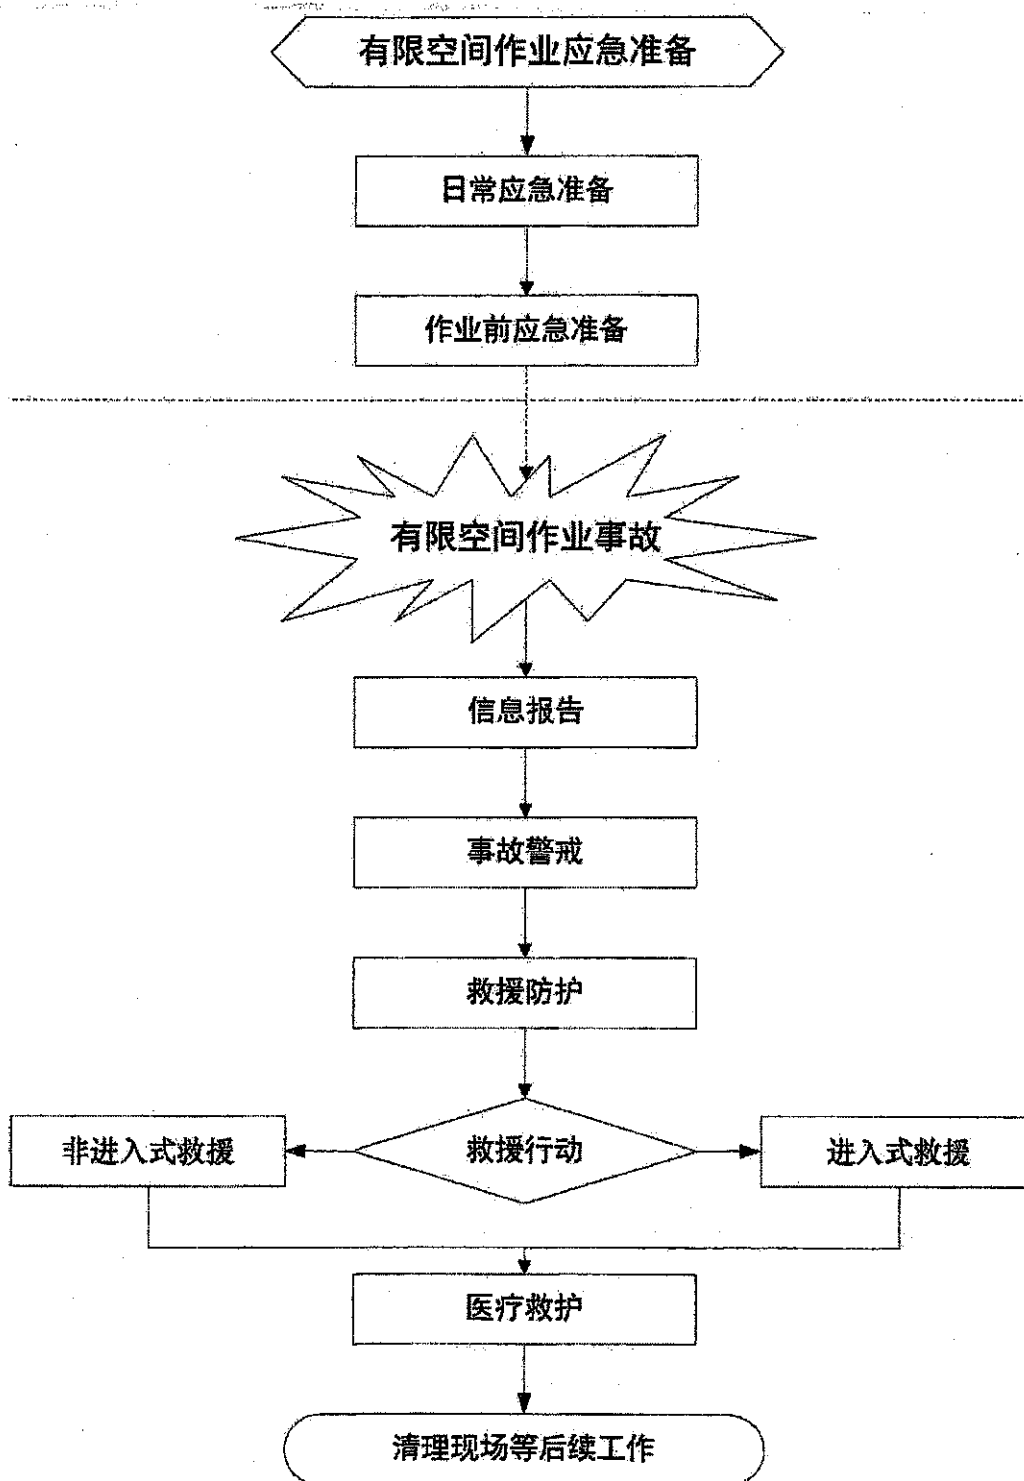 有限空间作业应急准备
日常应急准备
作业前应急准备
有限空间作业事故
信息报告
事故警戒
救援防护
非进入式救援
救援行动
进入式救援
医疗救护
清理现场等后续工作